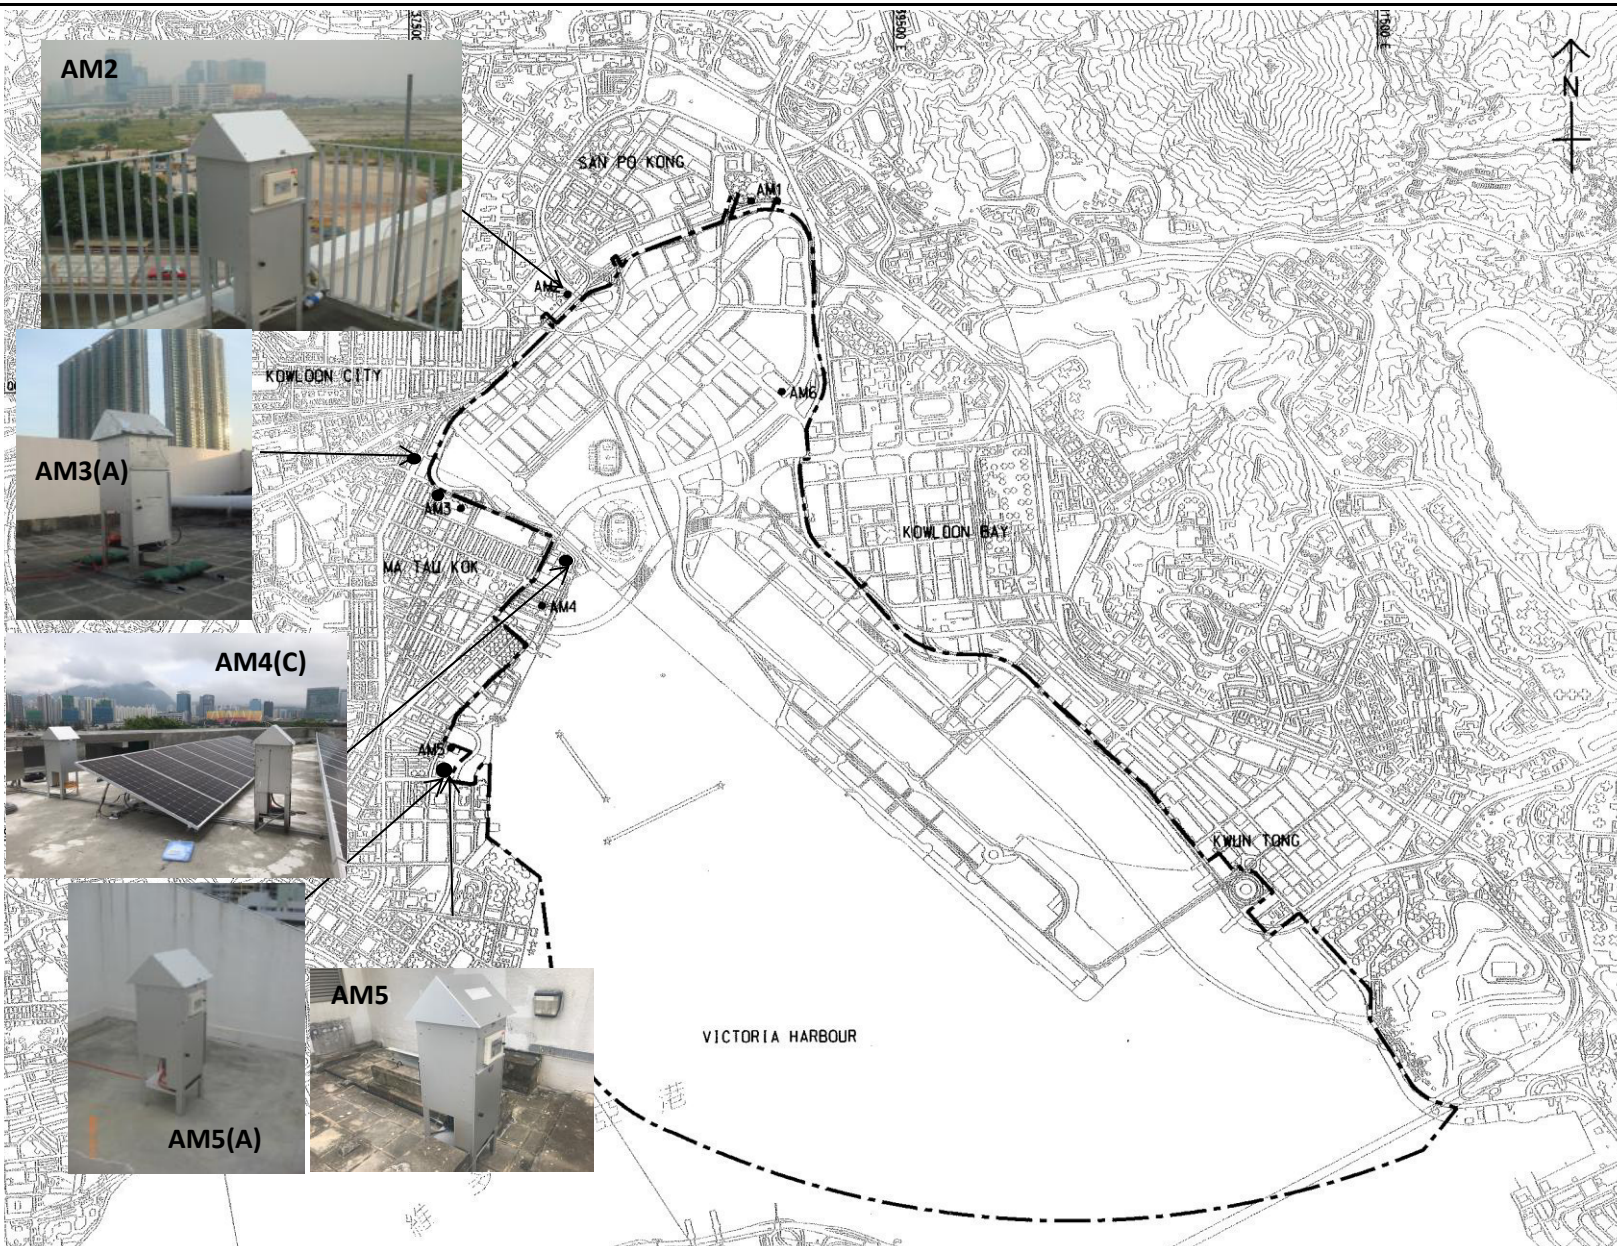 AM2
AM3(A)
AM4(C)
AM5(A)
AM5
N
SAN PO KONG
AM1
AM2
KOWLOON CITY
AM6
AM3
KOWLOON BAY
MA TAU KOK
AM4
AM5
KWUN TONG
VICTORIA HARBOUR
港